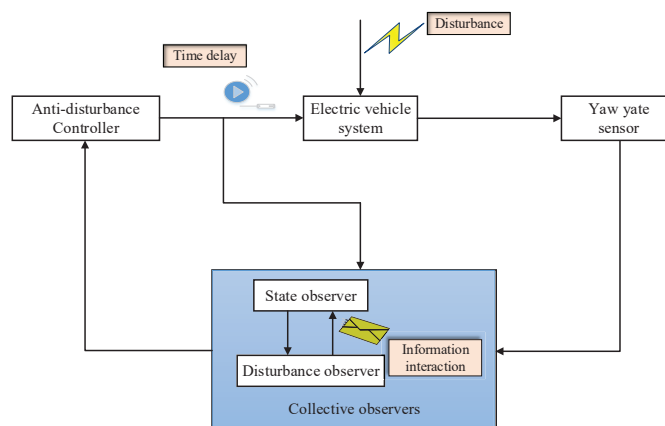 Disturbance
Time delay
Anti-disturbance
Controller
Electric vehicle
system
Yaw yate
sensor
State observer
Information
interaction
Disturbance observer
Collective observers